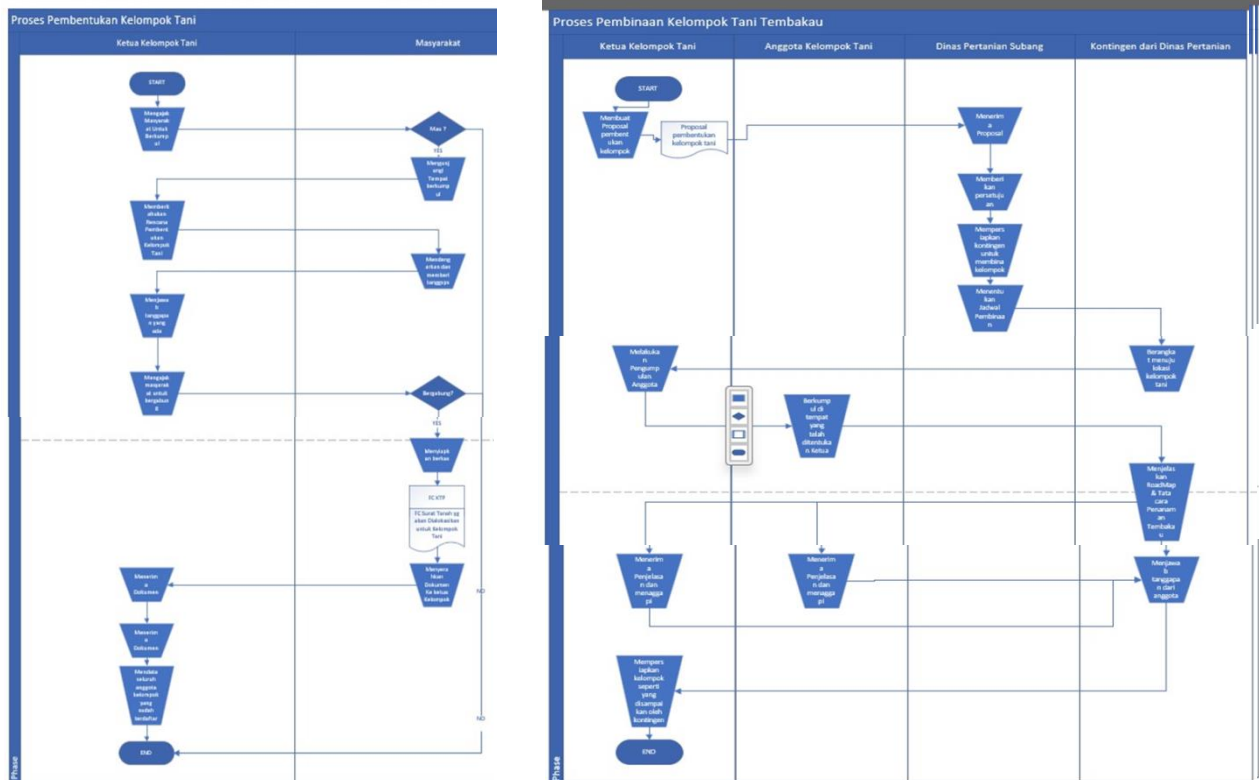 Proses Pembentukan Kelompok Tani
Ketua Kelompok Tani
Masyarakat
START
Mengajak
Masyarak
at Untuk
Berkump
ul
Mau ?
YES
Mengunj
ungi
Tempat
berkump
ul
Memberit
ahukan
Rencana
Pembent
ukan
Kelompok
Tani
Mendeng
arkan dan
memberi
tanggapa
Menjawa
b
tanggapa
n yang
ada
Mengajak
masyarak
at untuk
bergabun
g
Bergabung?
YES
Menyiapk
an Berkas
FC KTP
FC Surat Tanah yg
akan Dialokasikan
untuk Kelompok
Tani
Menyera
hkan
Dokumen
Ke ketua
Kelompok
NO
Menerim
a
Dokumen
Menerim
a
Dokumen
Mendata
seluruh
anggota
kelompok
yang
sudah
terdaftar
NO
END
Phase
Proses Pembinaan Kelompok Tani Tembakau
Ketua Kelompok Tani
Anggota Kelompok Tani
Dinas Pertanian Subang
Kontingen dari Dinas Pertanian
START
Membuat
Proposal
pembent
ukan
kelompok
Proposal
pembentukan
kelompok tani
Menerim
a
Proposal
Memberi
kan
persetuju
an
Mempers
iapkan
kontingen
untuk
membina
kelompok
Menentu
kan
Jadwal
Pembinaa
n
Berangka
t menuju
lokasi
kelompok
tani
Melakuka
n
Pengump
ulan
Anggota
Berkump
ul di
tempat
yang
telah
ditentuka
n Ketua
Menjelas
kan
RoadMap
& Tata
cara
Penanam
an
Tembaka
u
Menerim
a
Penjelasa
n dan
menangga
pi
Menerim
a
Penjelasa
n dan
menagga
pi
Menjawa
b
tanggapa
n dari
anggota
Mempers
iapkan
kelompok
seperti
yang
disampai
kan oleh
kontingen
END
Phase